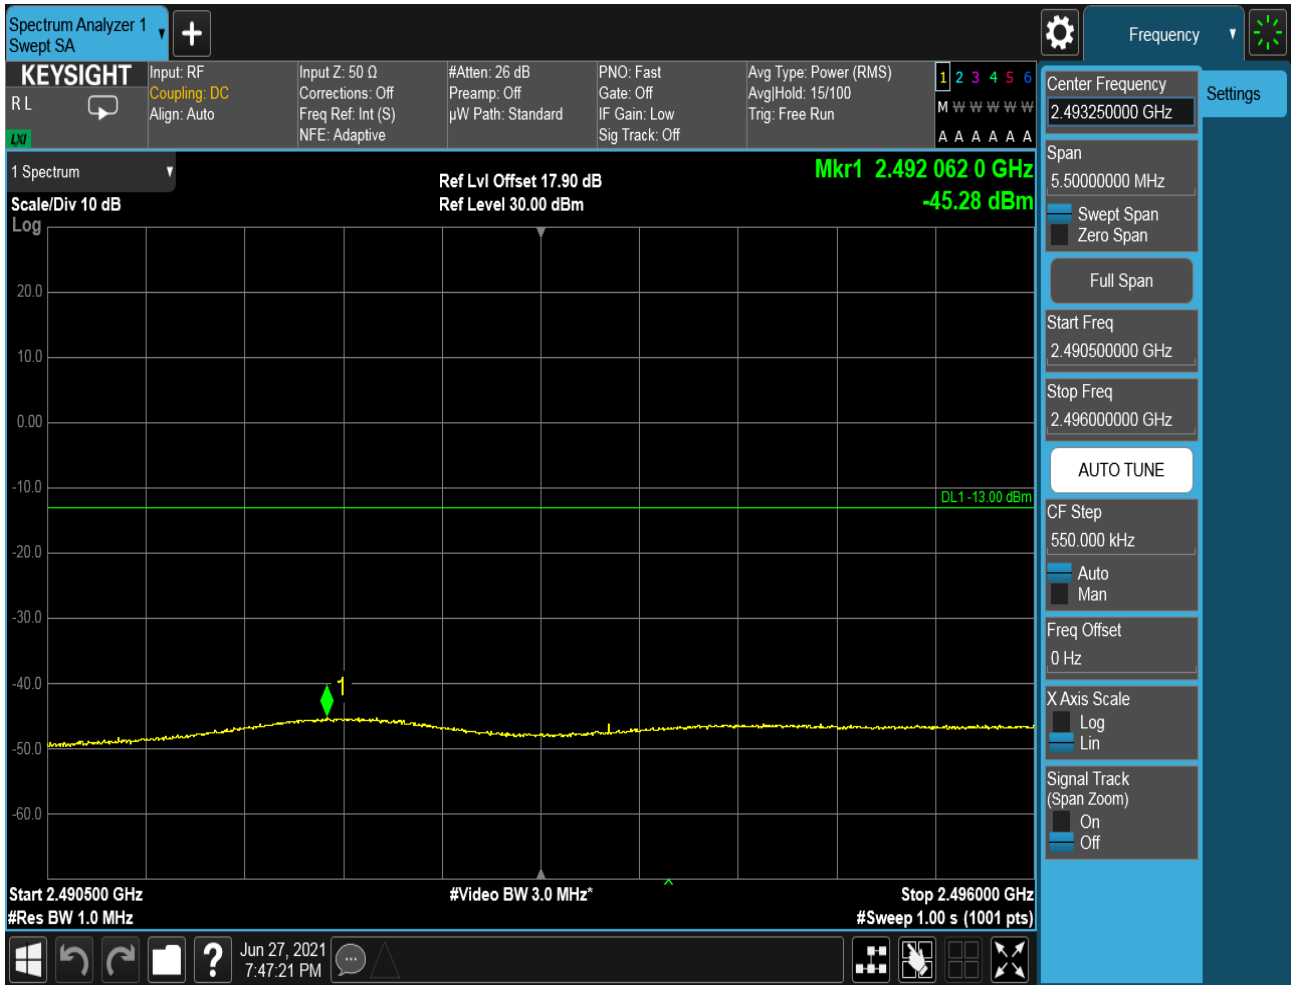 Spectrum Analyzer 1
Swept SA
Frequency
KEYSIGHT
R L
LXI
Input: RF
Coupling: DC
Align: Auto
Input Z: 50 Ω
Corrections: Off
Freq Ref: Int (S)
NFE: Adaptive
#Atten: 26 dB
Preamp: Off
µW Path: Standard
PNO: Fast
Gate: Off
IF Gain: Low
Sig Track: Off
Avg Type: Power (RMS)
Avg|Hold: 15/100
Trig: Free Run
1 2 3 4 5 6
M W W W W W
A A A A A A
1 Spectrum
Scale/Div 10 dB
Log
Ref Lvl Offset 17.90 dB
Ref Level 30.00 dBm
Mkr1 2.492 062 0 GHz
-45.28 dBm
20.0
10.0
0.00
-10.0
-20.0
-30.0
-40.0
-50.0
-60.0
DL1 -13.00 dBm
1
Start 2.490500 GHz
#Res BW 1.0 MHz
#Video BW 3.0 MHz*
Stop 2.496000 GHz
#Sweep 1.00 s (1001 pts)
Jun 27, 2021
7:47:21 PM
?
Center Frequency
2.493250000 GHz
Settings
Span
5.50000000 MHz
Swept Span
Zero Span
Full Span
Start Freq
2.490500000 GHz
Stop Freq
2.496000000 GHz
AUTO TUNE
CF Step
550.000 kHz
Auto
Man
Freq Offset
0 Hz
X Axis Scale
Log
Lin
Signal Track
(Span Zoom)
On
Off